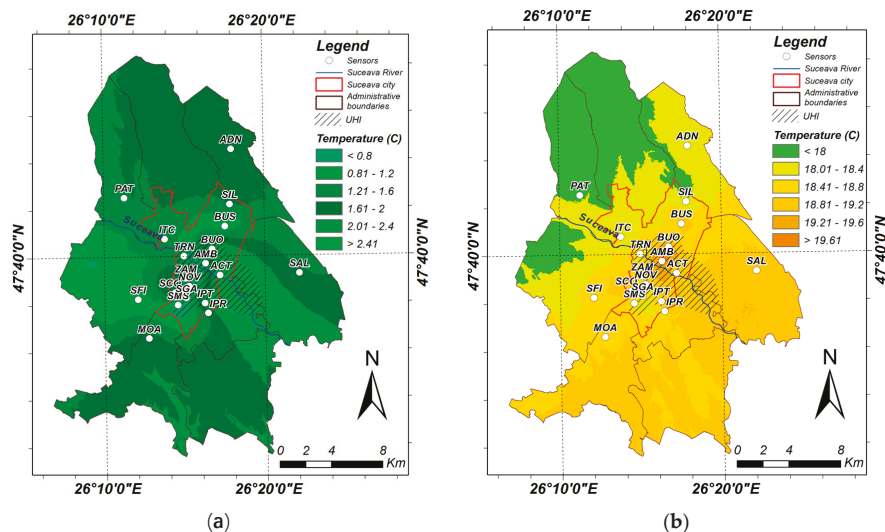 26°10'0"E 26°20'0"E
Legend
Sensors
Suceava River
Suceava city
Administrative
boundaries
UHI
Temperature (C)
< 0.8
0.81 - 1.2
1.21 - 1.6
1.61 - 2
2.01 - 2.4
> 2.41
ADN
PAT
SIL
BUS
Suceava
ITC
BUO
TRN
AMB
ZAM ACT
NOV
SAL
SCC
SGA
SFI
SMS
IPT
IPR
MOA
47°40'0"N
N
0 2 4 8
Km
26°10'0"E 26°20'0"E
(a)
26°10'0"E 26°20'0"E
Legend
Sensors
Suceava River
Suceava city
Administrative
boundaries
UHI
Temperature (C)
< 18
18.01 - 18.4
18.41 - 18.8
18.81 - 19.2
19.21 - 19.6
> 19.61
ADN
PAT
SIL
BUS
Suceava
ITC
BUO
TRN
AMB
ZAM ACT
NOV
SAL
SCC
SGA
SFI
SMS
IPT
IPR
MOA
47°40'0"N
N
0 2 4 8
Km
26°10'0"E 26°20'0"E
(b)
47°40'0"N